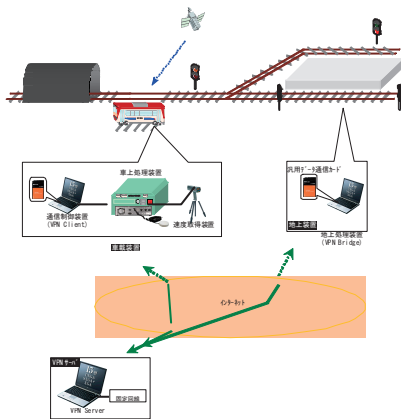 車上処理装置
汎用データ通信カード
通信制御装置
(VPN Client)
速度取得装置
地上装置
地上処理装置
(VPN Bridge)
車載装置
インターネット
VPNサーバ
固定回線
VPN Server